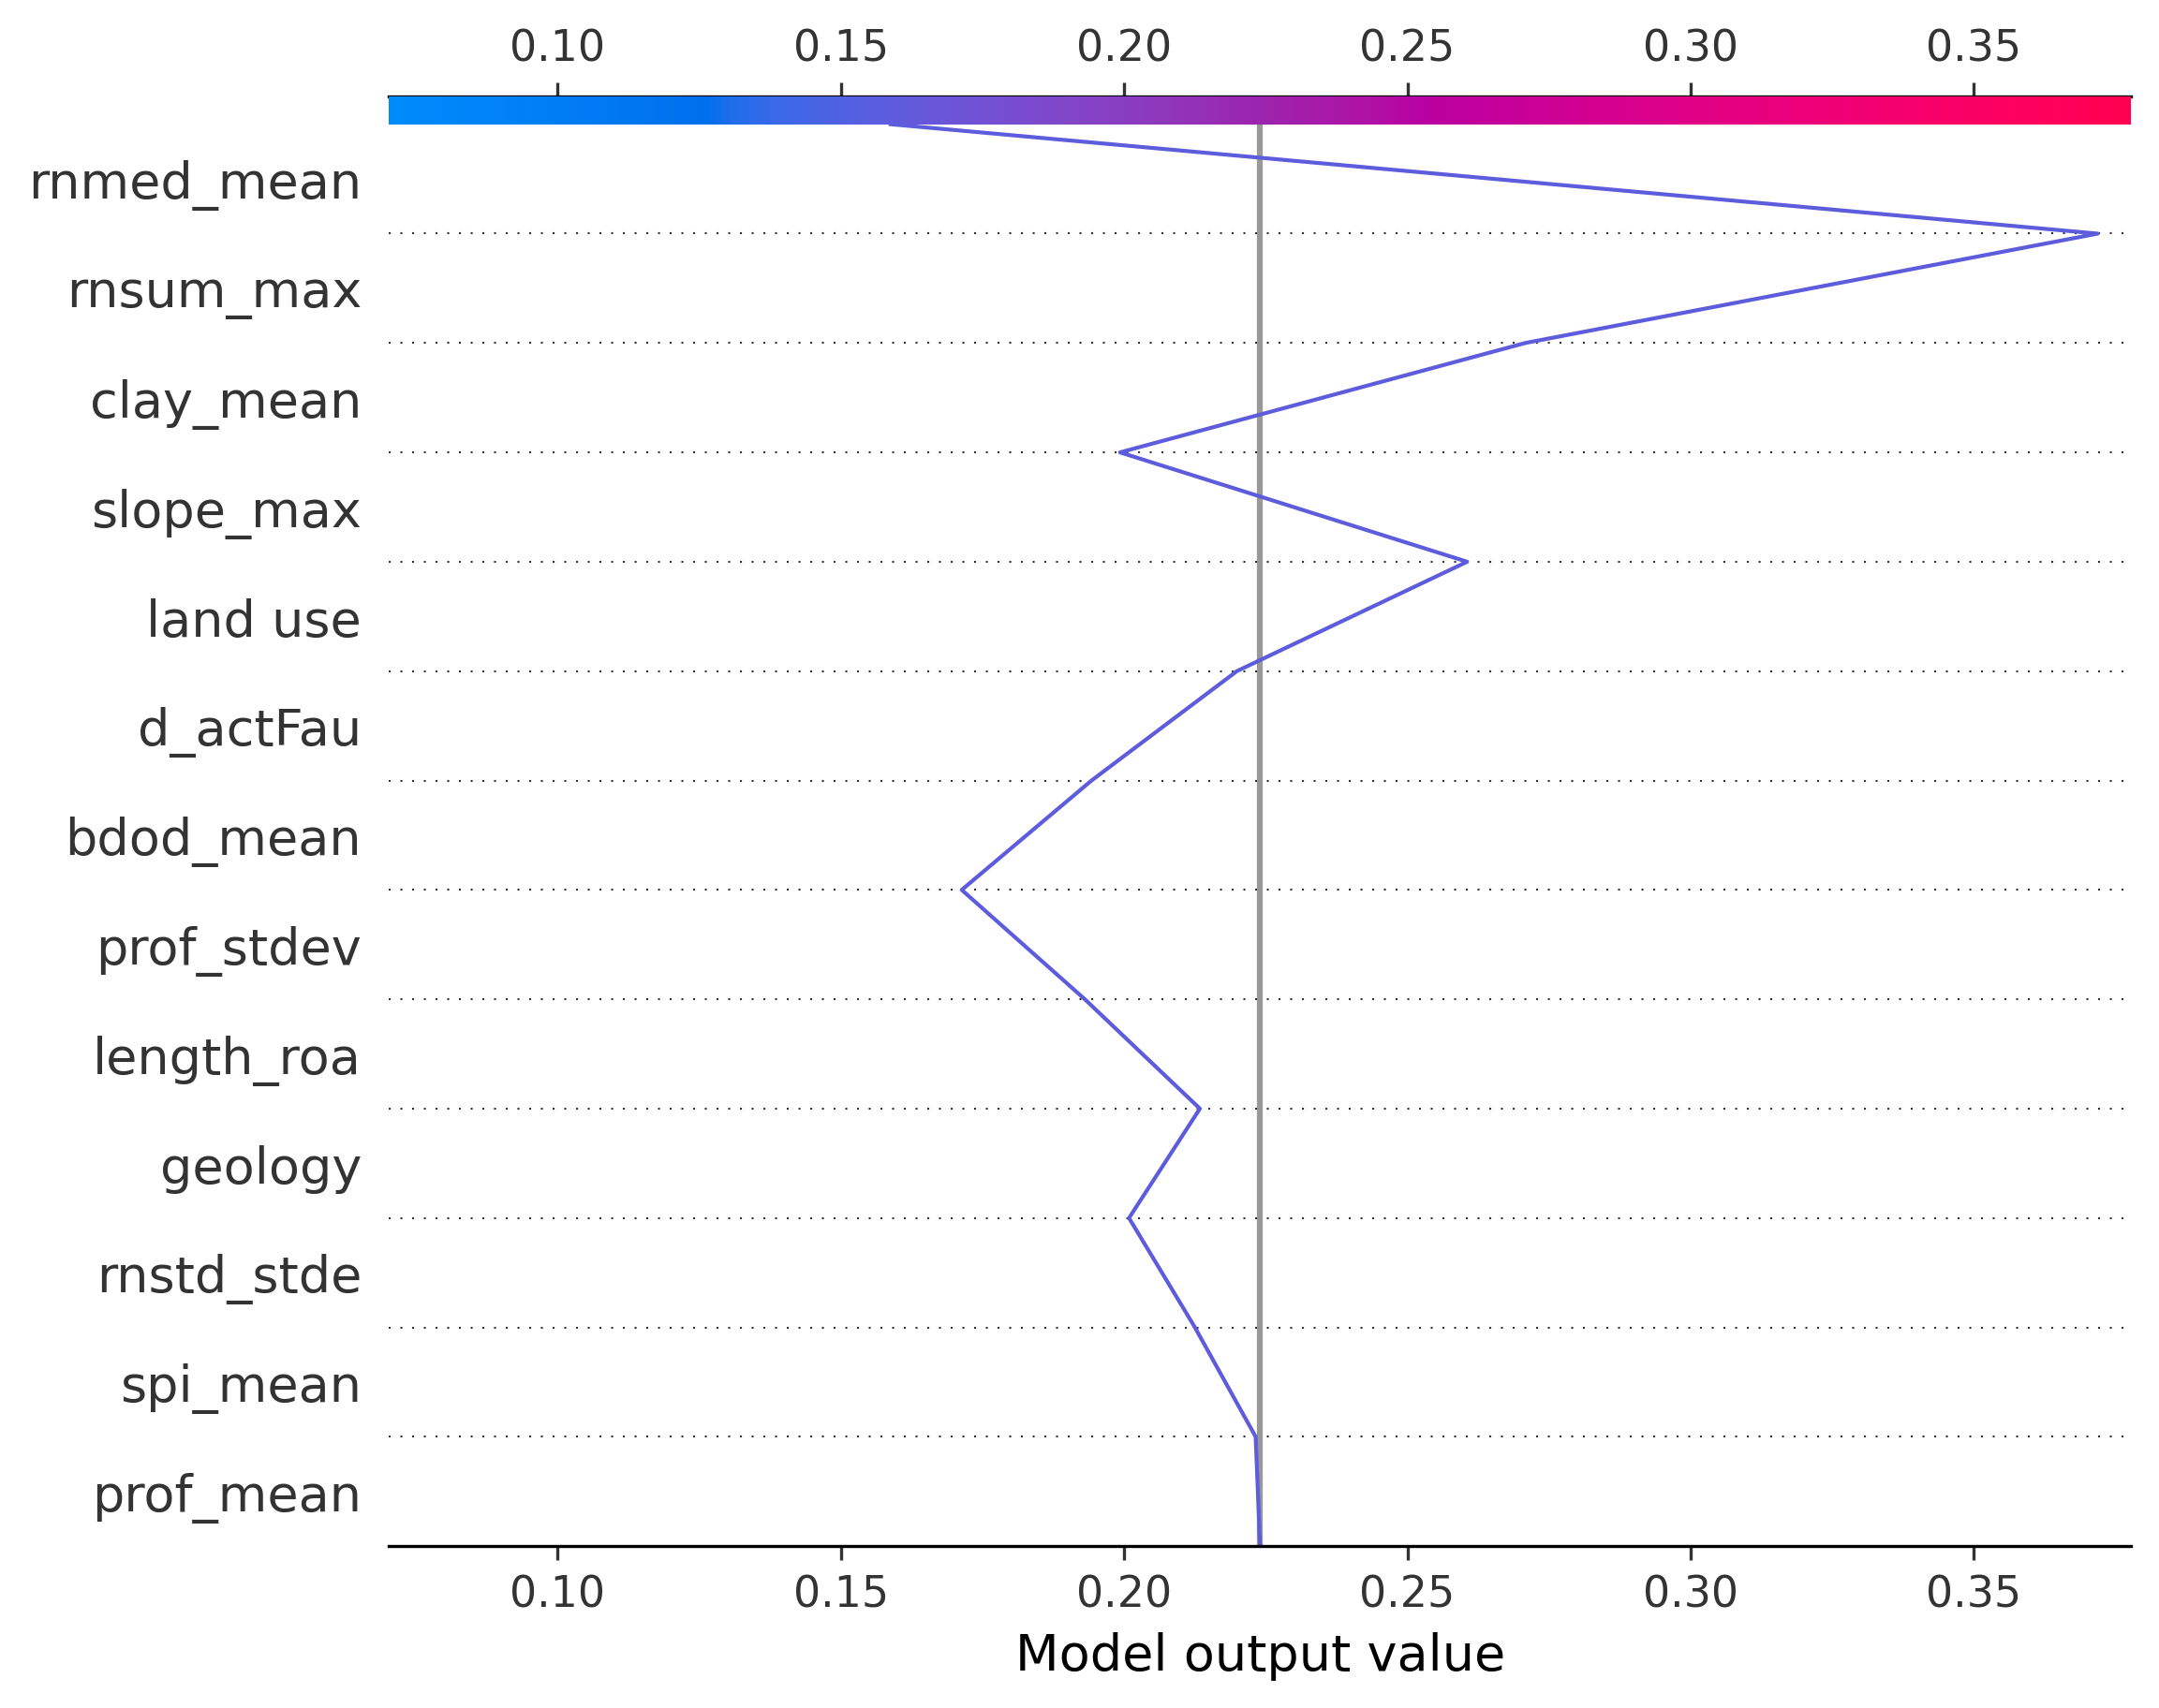 0.10 0.15 0.20 0.25 0.30 0.35
rnmed_mean
rnsum_max
clay_mean
slope_max
land use
d_actFau
bdod_mean
prof_stdev
length_roa
geology
rnstd_stde
spi_mean
prof_mean
0.10 0.15 0.20 0.25 0.30 0.35
Model output value